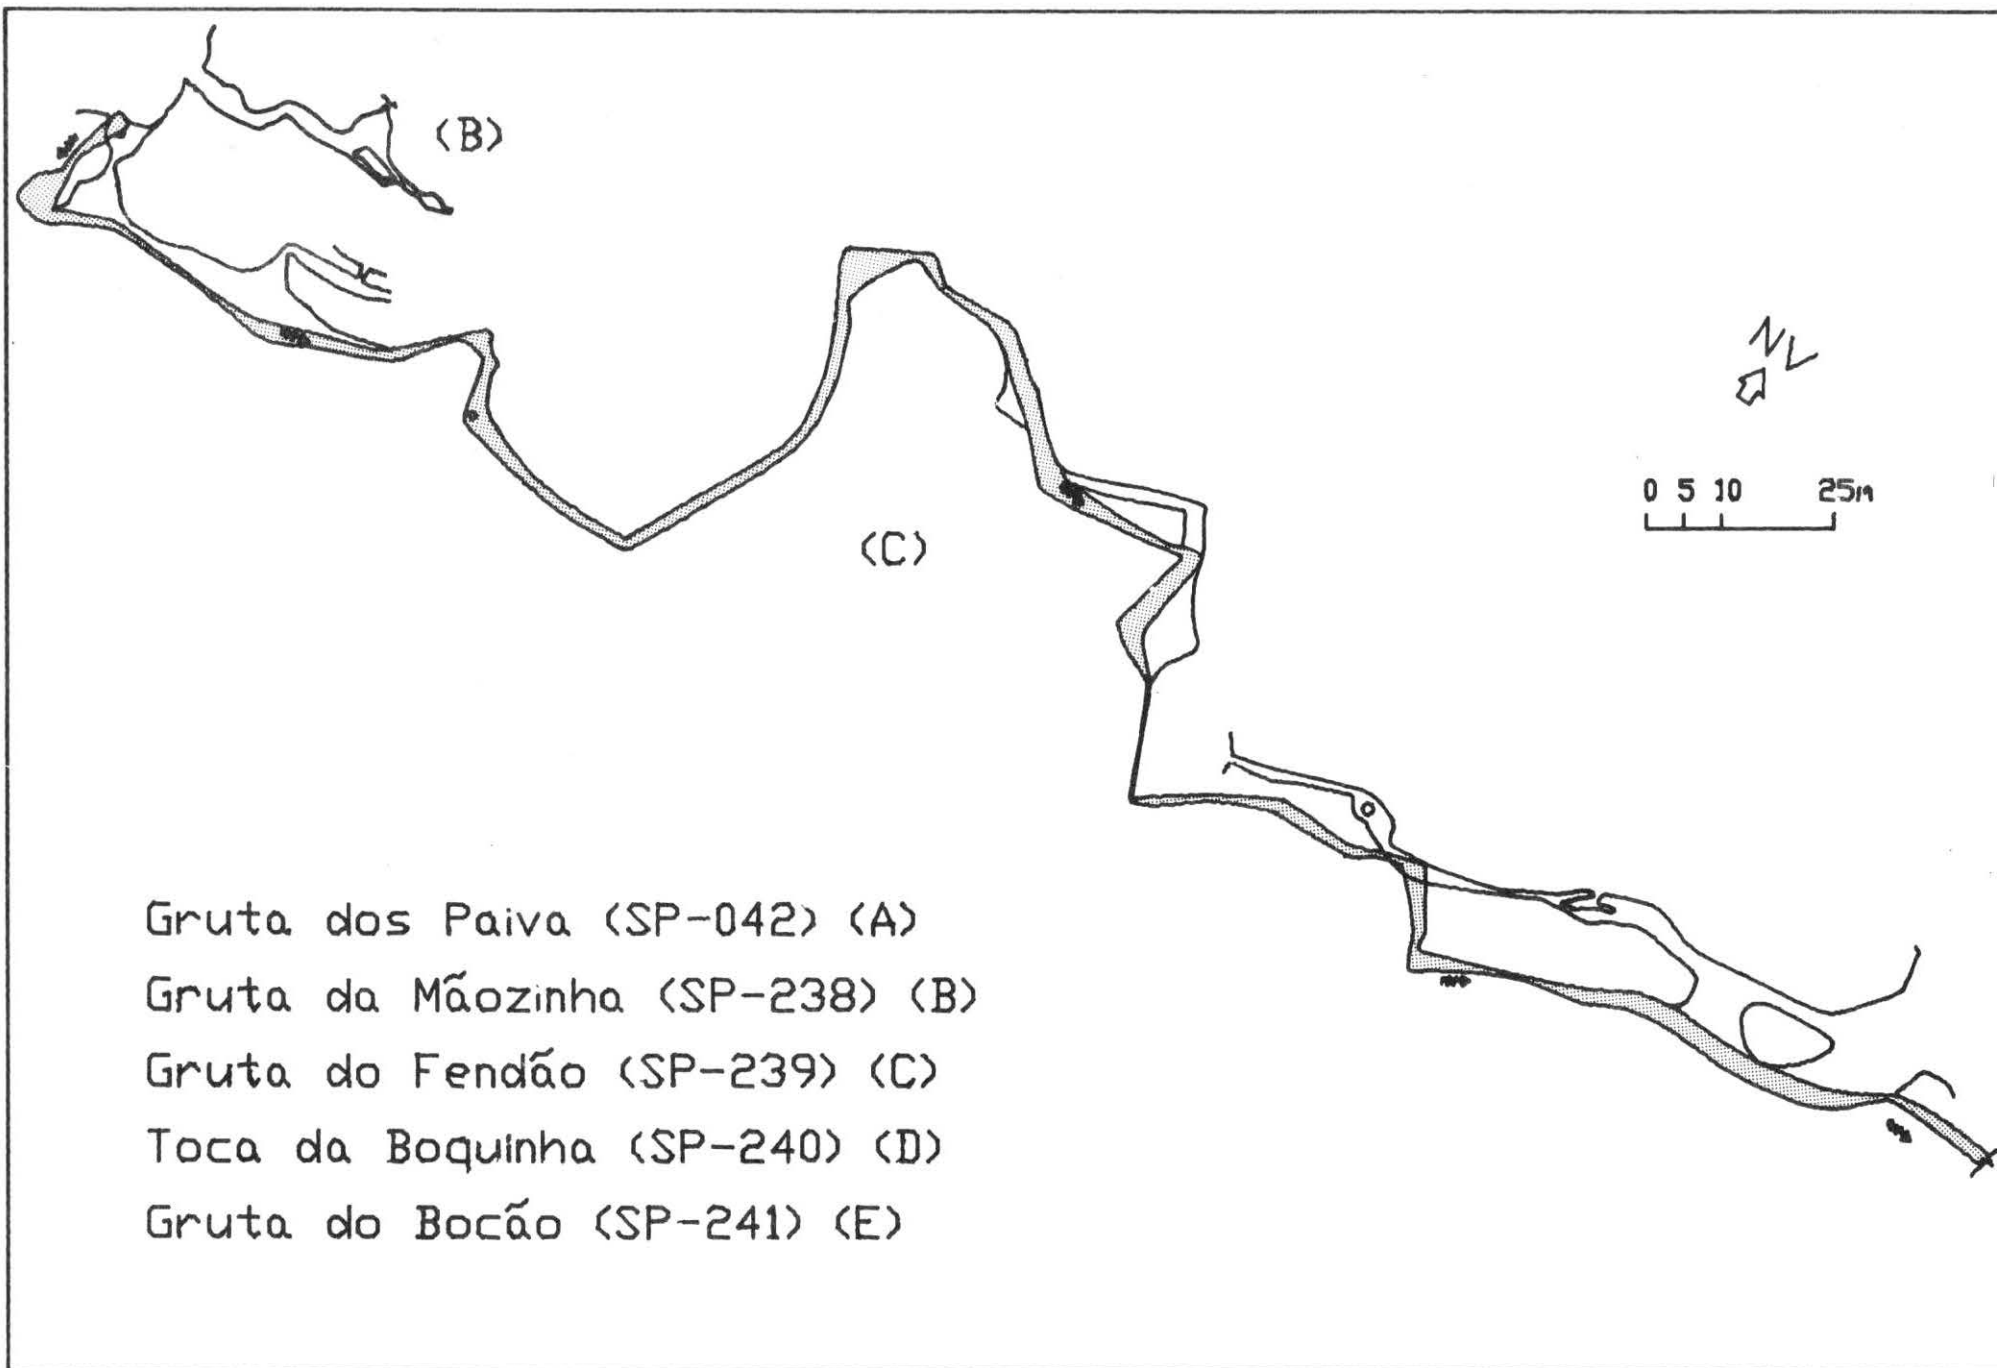 (B)
NV
0 5 10 25m
(C)
Gruta dos Paiva (SP-042) (A)
Gruta da Mãozinha (SP-238) (B)
Gruta do Fendão (SP-239) (C)
Toca da Boquinha (SP-240) (D)
Gruta do Bocão (SP-241) (E)